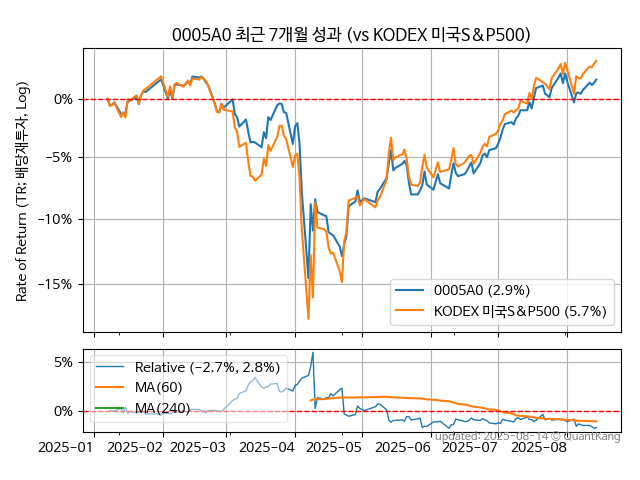 0005A0 최근 7개월 성과 (vs KODEX 미국S&P500)
Rate of Return (TR: 배당재투자, Log)
0%
−5%
−10%
−15%
0005A0 (2.9%)
KODEX 미국S&P500 (5.7%)
5%
0%
Relative (−2.7%, 2.8%)
MA(60)
MA(240)
updated: 2025-08-14 © QuantKang
2025-01 2025-02 2025-03 2025-04 2025-05 2025-06 2025-07 2025-08